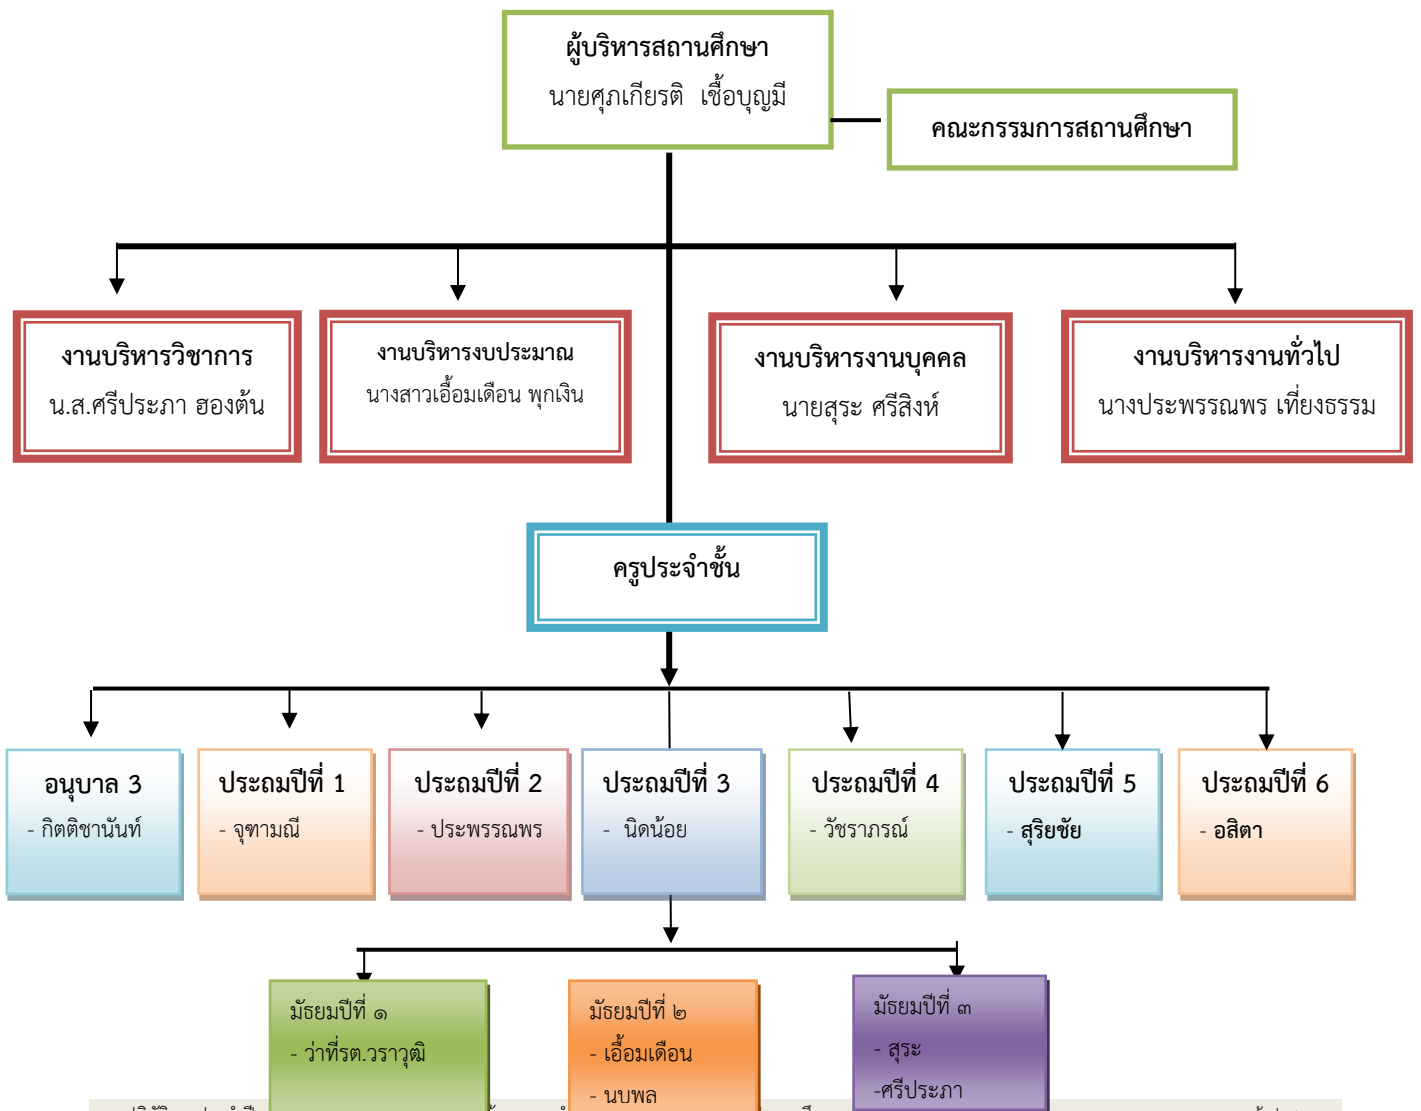 ผู้บริหารสถานศึกษา
นายศุภเกียรติ  เชื้อบุญมี
คณะกรรมการสถานศึกษา
งานบริหารวิชาการ
น.ส.ศรีประภา ฮองต้น
งานบริหารงบประมาณ
นางสาวเอื้อมเดือน พุกเงิน
งานบริหารงานบุคคล
นายสุระ ศรีสิงห์
งานบริหารงานทั่วไป
นางประพรรณพร เที่ยงธรรม
ครูประจำชั้น
อนุบาล 3
- กิตติชานันท์
ประถมปีที่ 1
- จุฑามณี
ประถมปีที่ 2
- ประพรรณพร
ประถมปีที่ 3
- นิดน้อย
ประถมปีที่ 4
- วัชราภรณ์
ประถมปีที่ 5
- สุริยชัย
ประถมปีที่ 6
- อสิตา
มัธยมปีที่ ๑
- ว่าที่รต.วราวุฒิ
มัธยมปีที่ ๒
- เอื้อมเดือน
- นบพล
มัธยมปีที่ ๓
- สุระ
-ศรีประภา